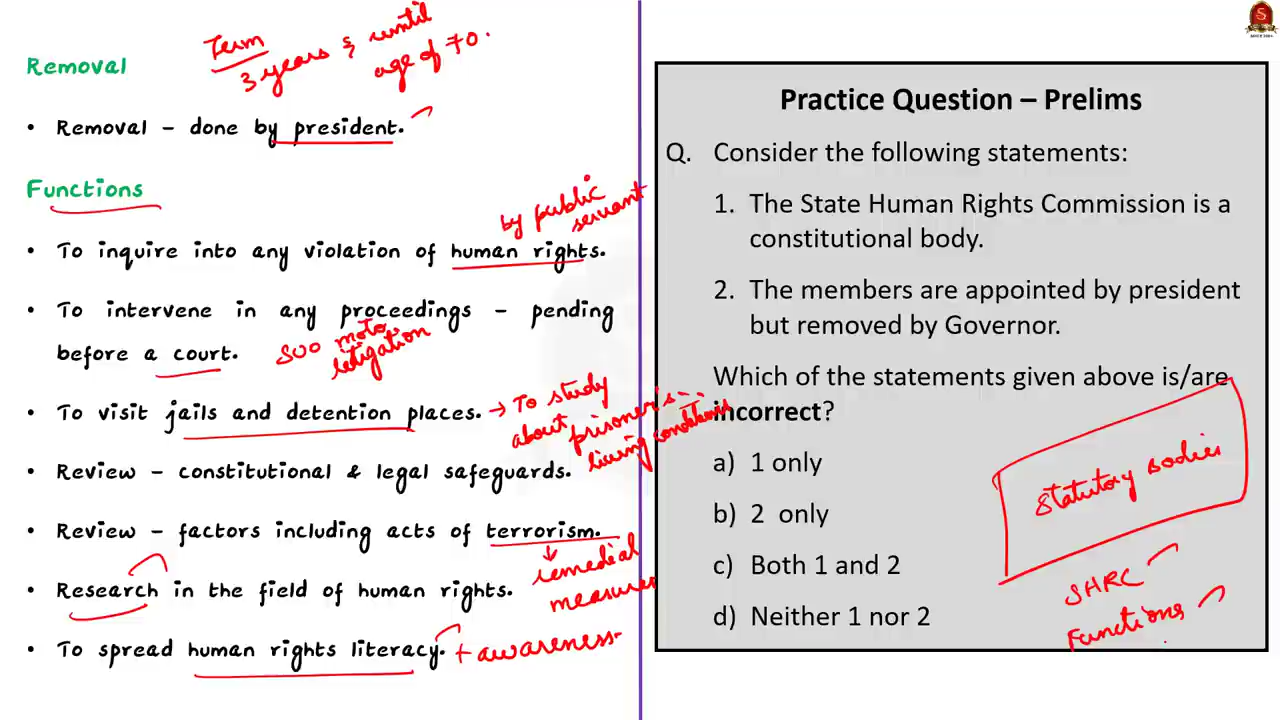 Removal
Term
3 years & until
age of 70.
• Removal – done by president.
Functions
by public
servant
• To inquire into any violation of human rights.
• To intervene in any proceedings – pending
before a court.
suo moto
letigation
• To visit jails and detention places.
→ To study
about prisoner's
living conditions
• Review – constitutional & legal safeguards.
• Review – factors including acts of terrorism.
remedial
measures
• Research in the field of human rights.
• To spread human rights literacy.
+ awareness
Practice Question – Prelims
Q. Consider the following statements:
1. The State Human Rights Commission is a
constitutional body.
2. The members are appointed by president
but removed by Governor.
Which of the statements given above is/are
incorrect?
a) 1 only
b) 2 only
c) Both 1 and 2
d) Neither 1 nor 2
Statutory bodies
SHRC
Functions